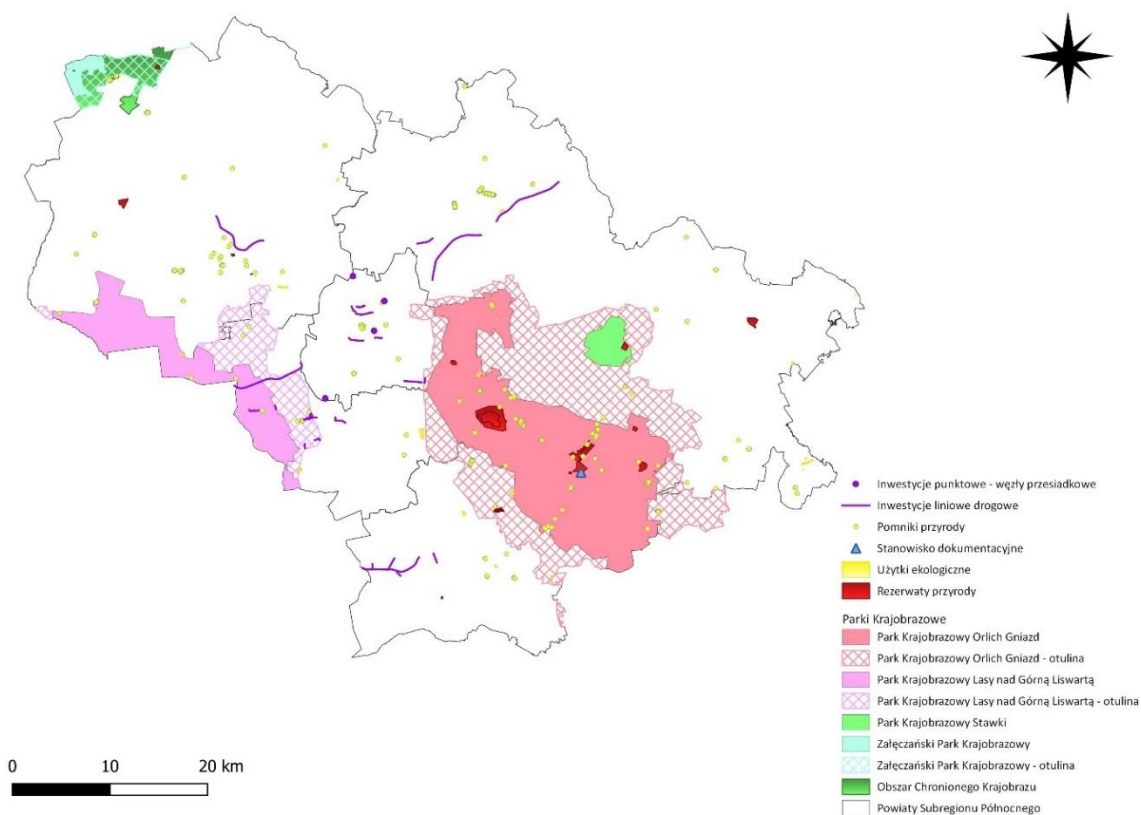 Inwestycje punktowe - węzły przesiadkowe
Inwestycje liniowe drogowe
Pomniki przyrody
Stanowisko dokumentacyjne
Użytki ekologiczne
Rezerwaty przyrody
Parki Krajobrazowe
Park Krajobrazowy Orlich Gniazd
Park Krajobrazowy Orlich Gniazd - otulina
Park Krajobrazowy Lasy nad Górną Liswartą
Park Krajobrazowy Lasy nad Górną Liswartą - otulina
Park Krajobrazowy Stawki
Załęczański Park Krajobrazowy
Załęczański Park Krajobrazowy - otulina
Obszar Chronionego Krajobrazu
Powiaty Subregionu Północnego
0 10 20 km